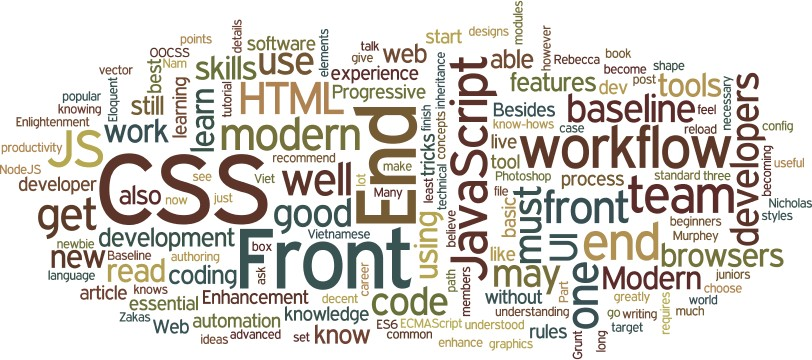 points
OOCSS
Nam
vector
best
details
software
elements
talk
give
web
start
designs
modules
able
however
Rebecca
book
become
shape
popular
knowing
Eloquent
still
learning
skills
use
tutorial
experience
Progressive
features
dev
post
tools
Enlightenment
work
learn
HTML
modern
finish
tricks
concepts
inheritance
JavaScript
Besides
know-hows
case
baseline
feel
necessary
developers
config
productivity
JS
NodeJS
CSS
see
recommend
Viet
well
lot
make
End
Many
least
technical
live
tool
workflow
reload
becoming
useful
developer
also
now
just
get
good
Photoshop
process
standard
three
file
basic
must
front
team
Nicholas
styles
newbie
development
Vietnamese
Front
using
believe
UI
end
beginners
Murphey
new
Baseline
authoring
box
ask
language
read
coding
career
path
like
may
one
Modern
browsers
juniors
choose
article
knows
Enhancement
decent
code
members
without
Part
greatly
world
essential
knowledge
understanding
go
writing
requires
much
Zakas
Web
automation
ES6
ECMAScript
understood
rules
target
ideas
advanced
set
know
common
enhance
graphics
Grunt
long